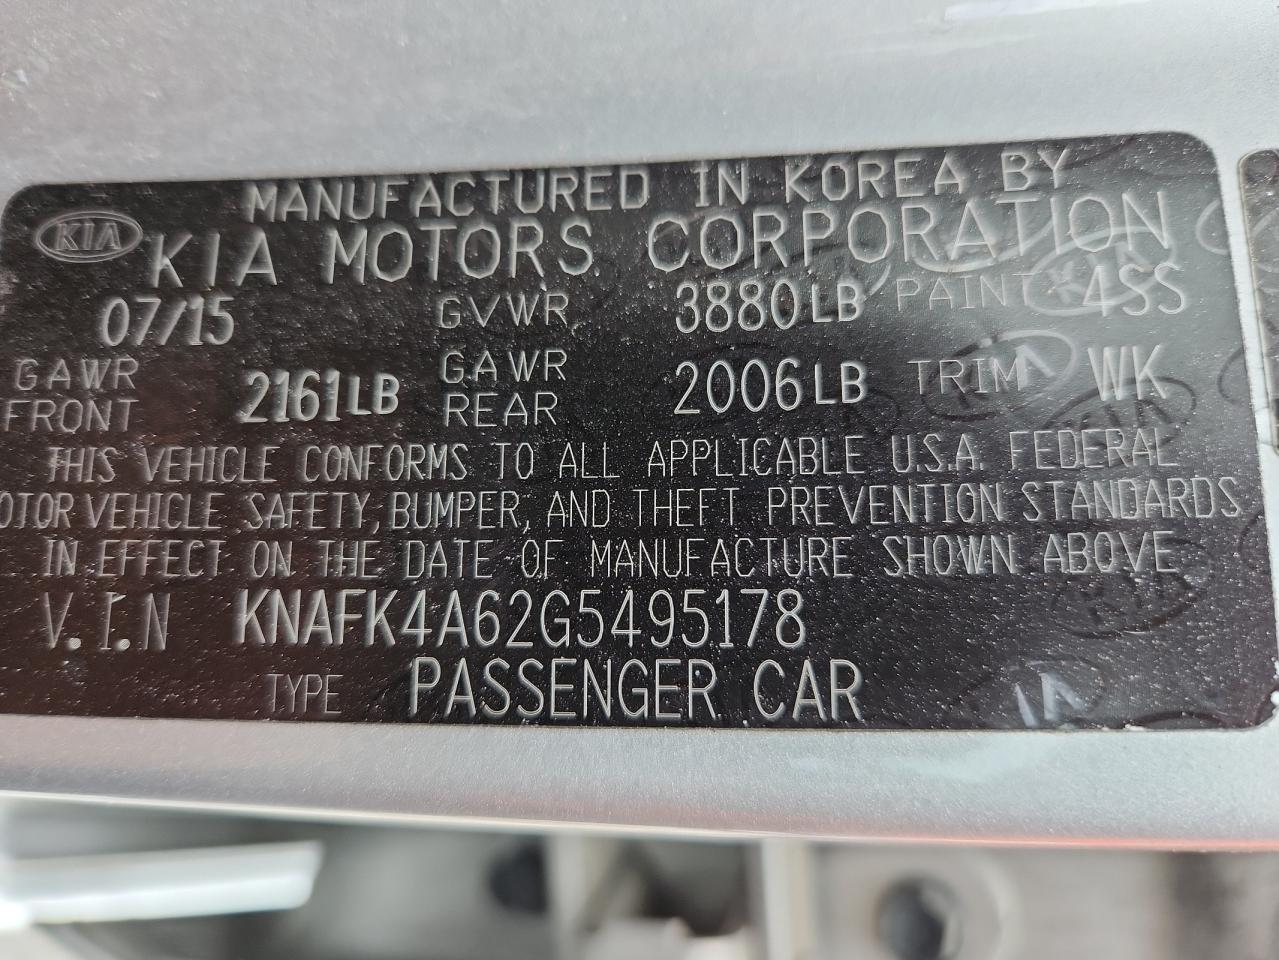 MANUFACTURED IN KOREA BY
KIA KIA MOTORS CORPORATION
07/15 GVWR 3880LB PAINT 4SS
GAWR FRONT 2161LB GAWR REAR 2006LB TRIM WK
THIS VEHICLE CONFORMS TO ALL APPLICABLE U.S.A. FEDERAL
OTOR VEHICLE SAFETY, BUMPER, AND THEFT PREVENTION STANDARDS
IN EFFECT ON THE DATE OF MANUFACTURE SHOWN ABOVE
V.I.N KNAFK4A62G5495178
TYPE PASSENGER CAR